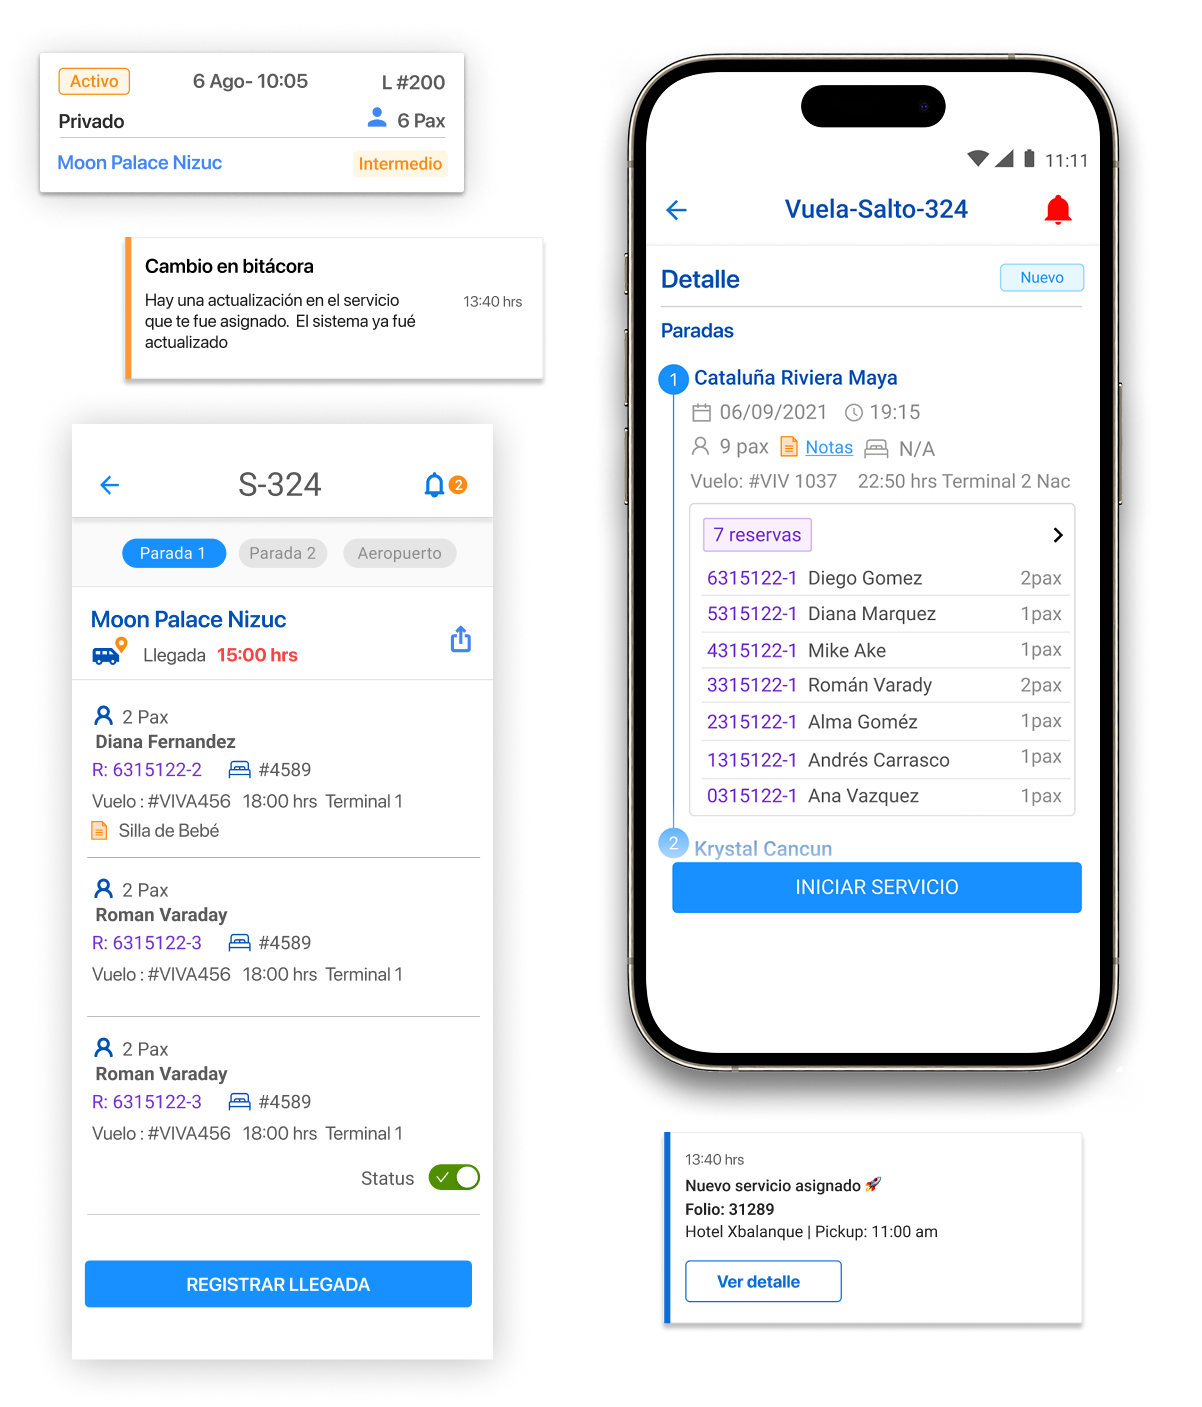 Activo 6 Ago- 10:05 L #200
Privado 6 Pax
Moon Palace Nizuc Intermedio
Cambio en bitácora
Hay una actualización en el servicio 13:40 hrs
que te fue asignado. El sistema ya fué
actualizado
S-324 2
Parada 1 Parada 2 Aeropuerto
Moon Palace Nizuc
Llegada 15:00 hrs
2 Pax
Diana Fernandez
R: 6315122-2 #4589
Vuelo : #VIVA456 18:00 hrs Terminal 1
Silla de Bebé
2 Pax
Roman Varaday
R: 6315122-3 #4589
Vuelo : #VIVA456 18:00 hrs Terminal 1
2 Pax
Roman Varaday
R: 6315122-3 #4589
Vuelo : #VIVA456 18:00 hrs Terminal 1
Status
REGISTRAR LLEGADA
11:11
Vuela-Salto-324
Detalle Nuevo
Paradas
1 Cataluña Riviera Maya
06/09/2021 19:15
9 pax Notas N/A
Vuelo: #VIV 1037 22:50 hrs Terminal 2 Nac
7 reservas
6315122-1 Diego Gomez 2pax
5315122-1 Diana Marquez 1pax
4315122-1 Mike Ake 1pax
3315122-1 Román Varady 2pax
2315122-1 Alma Goméz 1pax
1315122-1 Andrés Carrasco 1pax
0315122-1 Ana Vazquez 1pax
2 Krystal Cancun
INICIAR SERVICIO
13:40 hrs
Nuevo servicio asignado 🚀
Folio: 31289
Hotel Xbalanque | Pickup: 11:00 am
Ver detalle